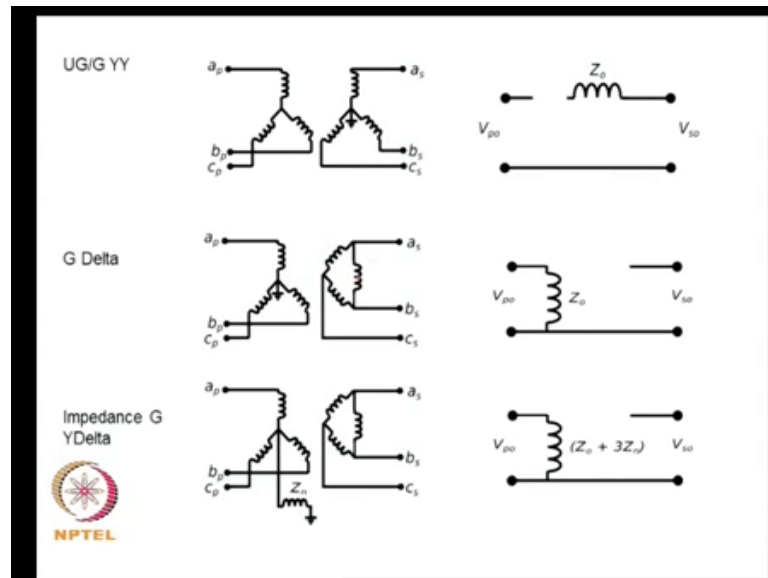 UG/G YY
a_p
a_s
b_p
b_s
c_p
c_s
Z_o
V_po
V_so
G Delta
a_p
a_s
b_p
b_s
c_p
c_s
V_po
Z_o
V_so
Impedance G
YDelta
a_p
a_s
b_p
b_s
c_p
c_s
Z_n
V_po
(Z_o + 3Z_n)
V_so
NPTEL